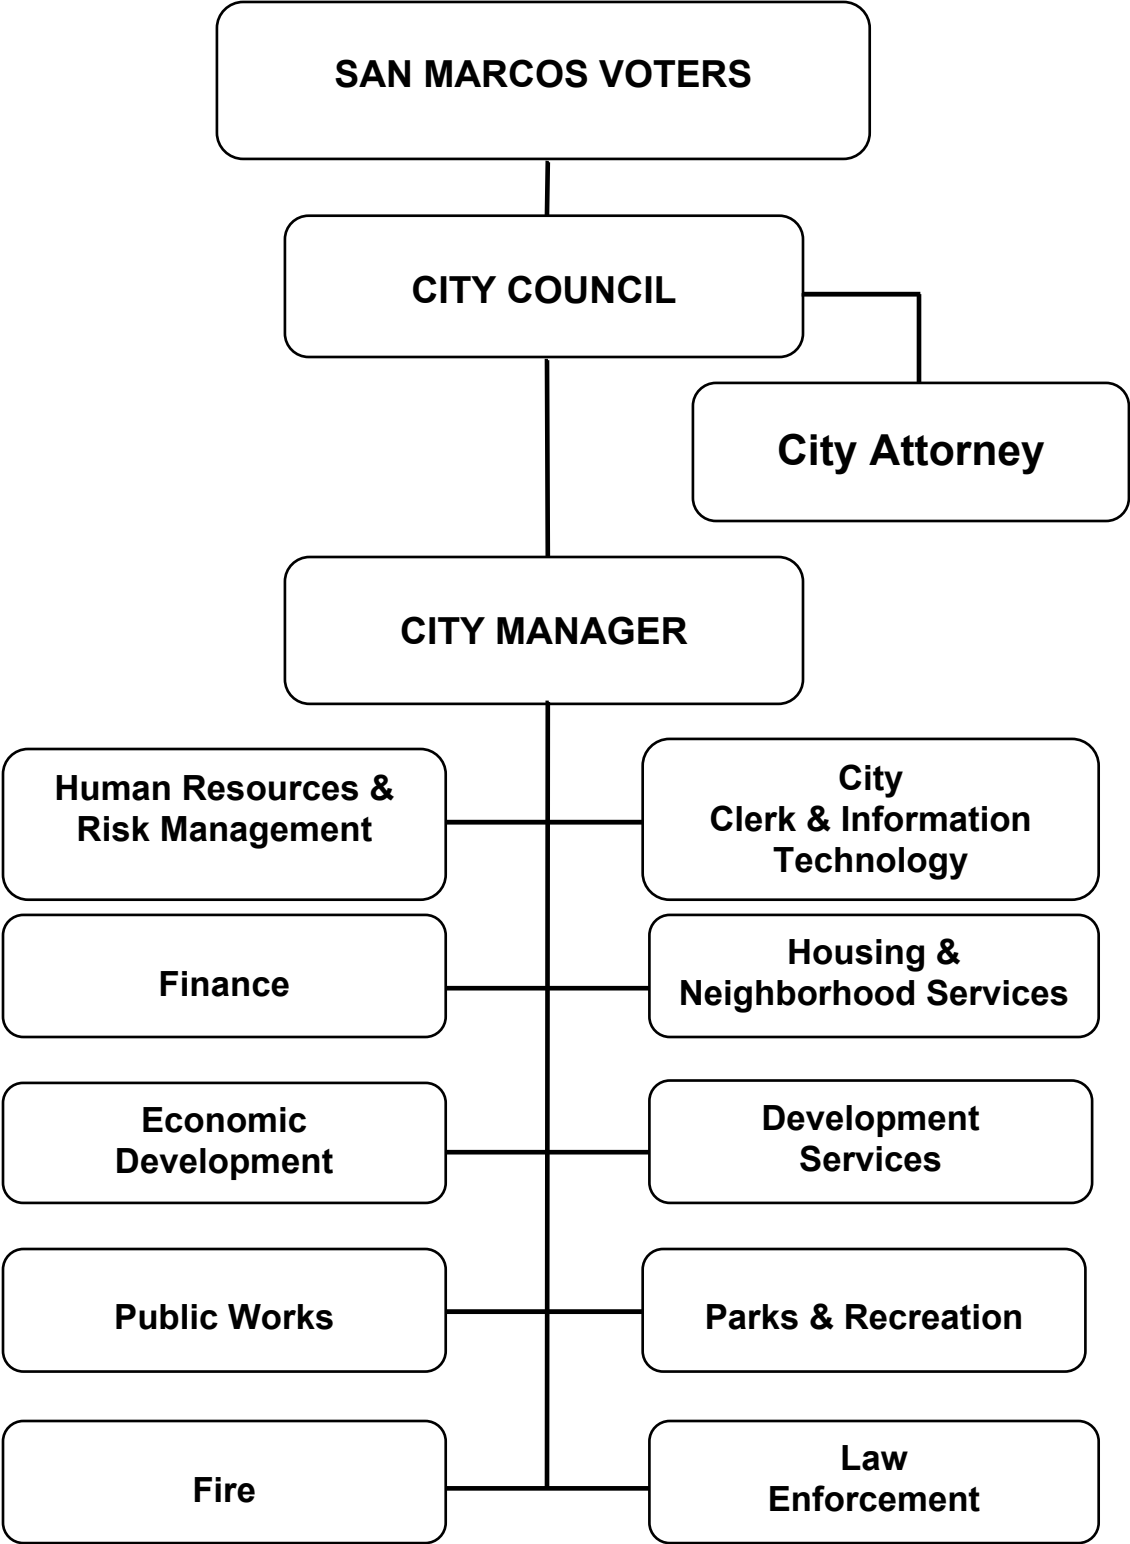 SAN MARCOS VOTERS
CITY COUNCIL
City Attorney
CITY MANAGER
Human Resources &
Risk Management
City
Clerk & Information
Technology
Finance
Housing &
Neighborhood Services
Economic
Development
Development
Services
Public Works
Parks & Recreation
Fire
Law
Enforcement